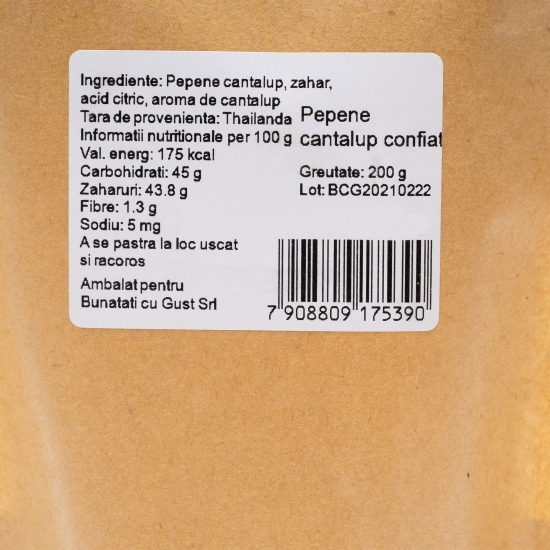 Ingrediente: Pepene cantalup, zahar,
acid citric, aroma de cantalup
Tara de provenienta: Thailanda
Informatii nutritionale per 100 g
Val. energ: 175 kcal
Carbohidrati: 45 g
Zaharuri: 43.8 g
Fibre: 1.3 g
Sodiu: 5 mg
A se pastra la loc uscat
si racoros
Ambalat pentru
Bunatati cu Gust Srl
Pepene
cantalup confiat
Greutate: 200 g
Lot: BCG20210222
7 908809 175390